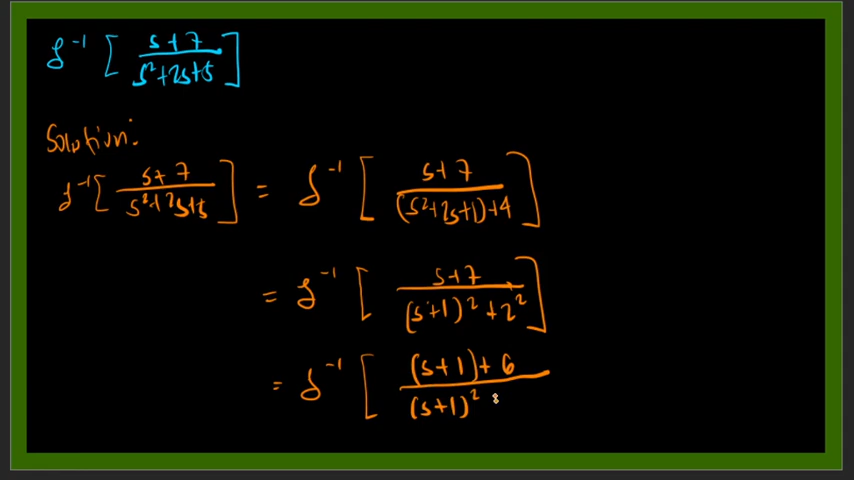 ℒ⁻¹ [ (s+7)/(s²+2s+5) ]
Solution:
ℒ⁻¹ [ (s+7)/(s²+2s+5) ] = ℒ⁻¹ [ (s+7)/((s²+2s+1)+4) ]
= ℒ⁻¹ [ (s+7)/((s+1)²+2²) ]
= ℒ⁻¹ [ ((s+1)+6)/((s+1)²